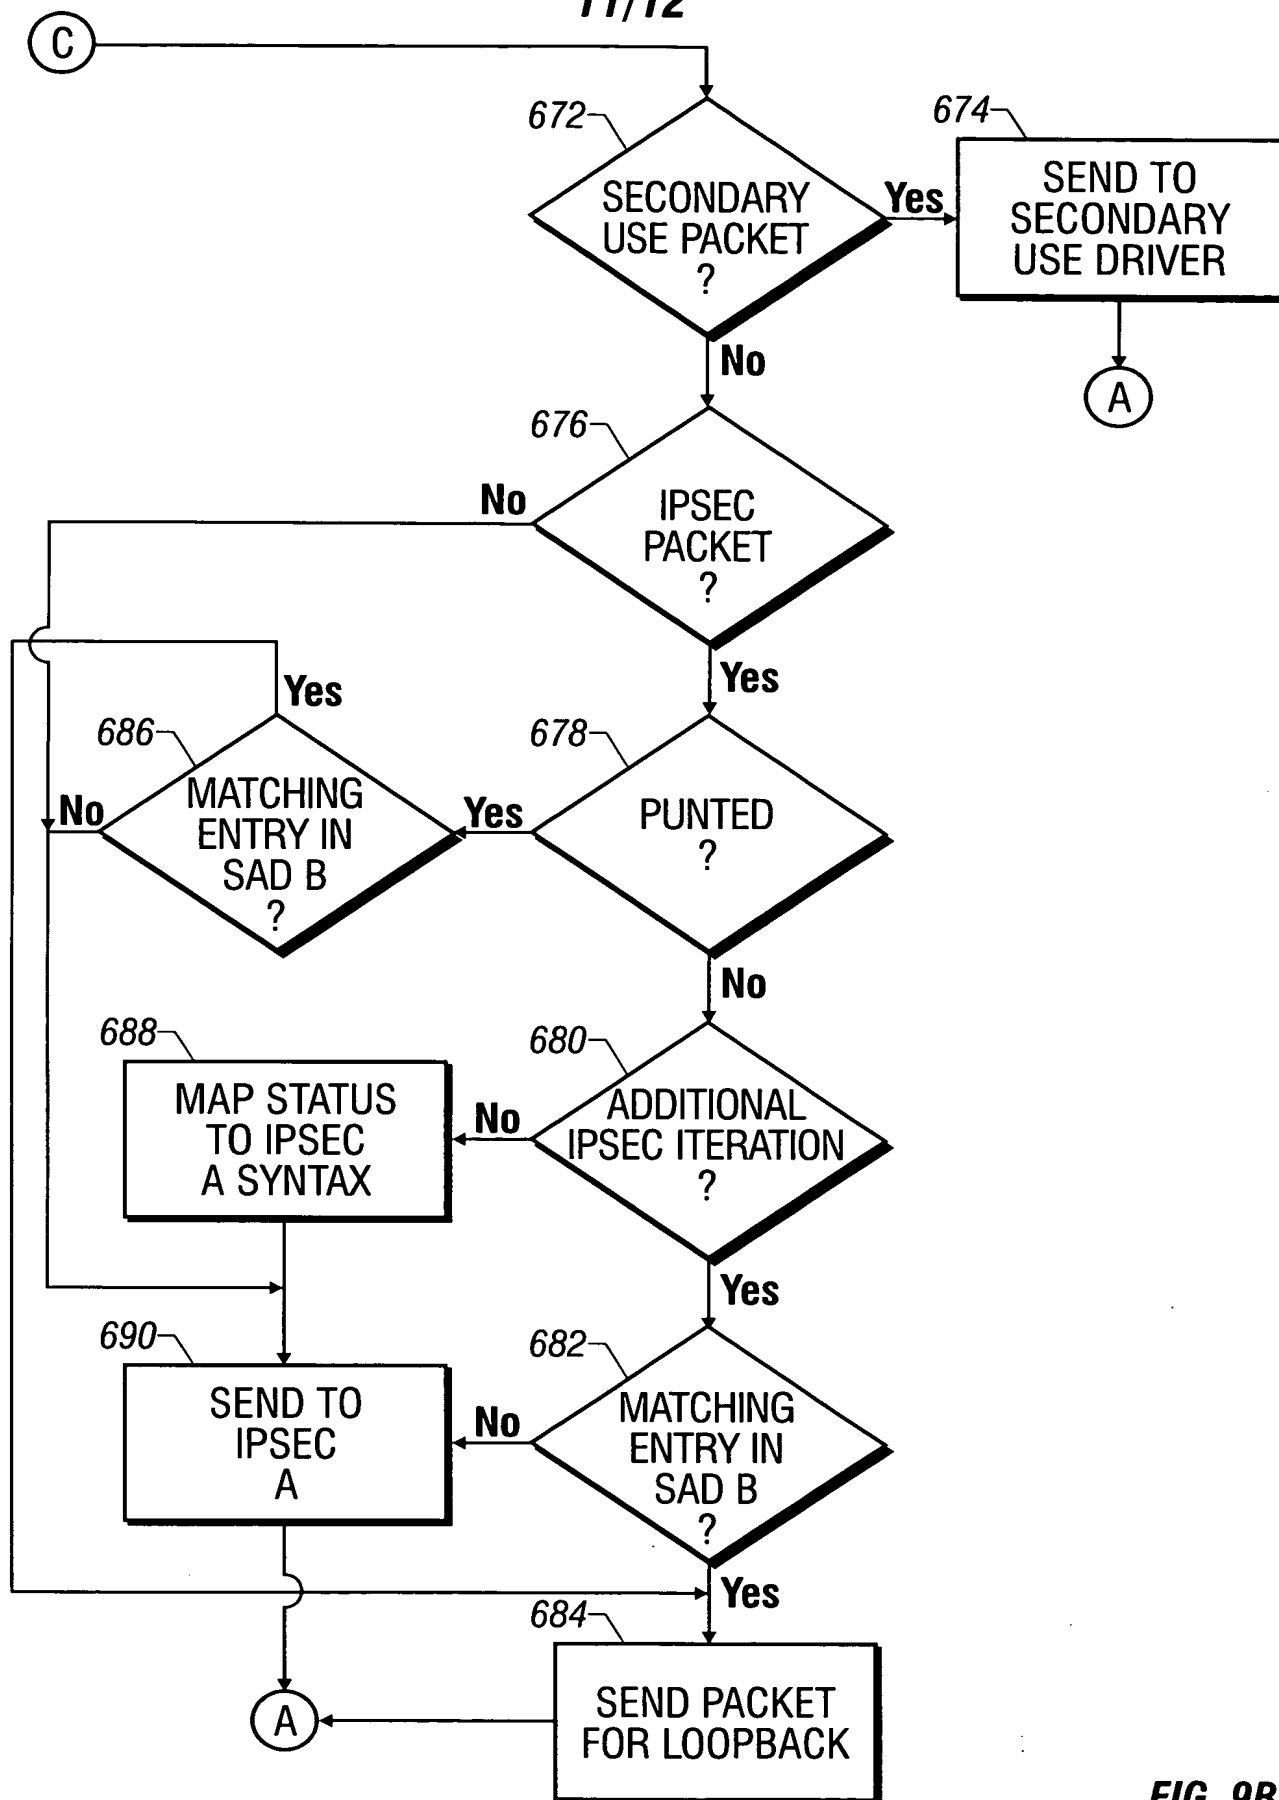 11/12
C
672
SECONDARY
USE PACKET
?
Yes
674
SEND TO
SECONDARY
USE DRIVER
A
No
676
IPSEC
PACKET
?
No
Yes
686
MATCHING
ENTRY IN
SAD B
?
Yes
No
678
PUNTED
?
Yes
No
688
MAP STATUS
TO IPSEC
A SYNTAX
680
ADDITIONAL
IPSEC ITERATION
?
No
Yes
690
SEND TO
IPSEC
A
682
MATCHING
ENTRY IN
SAD B
?
No
Yes
684
SEND PACKET
FOR LOOPBACK
A
FIG. 9B